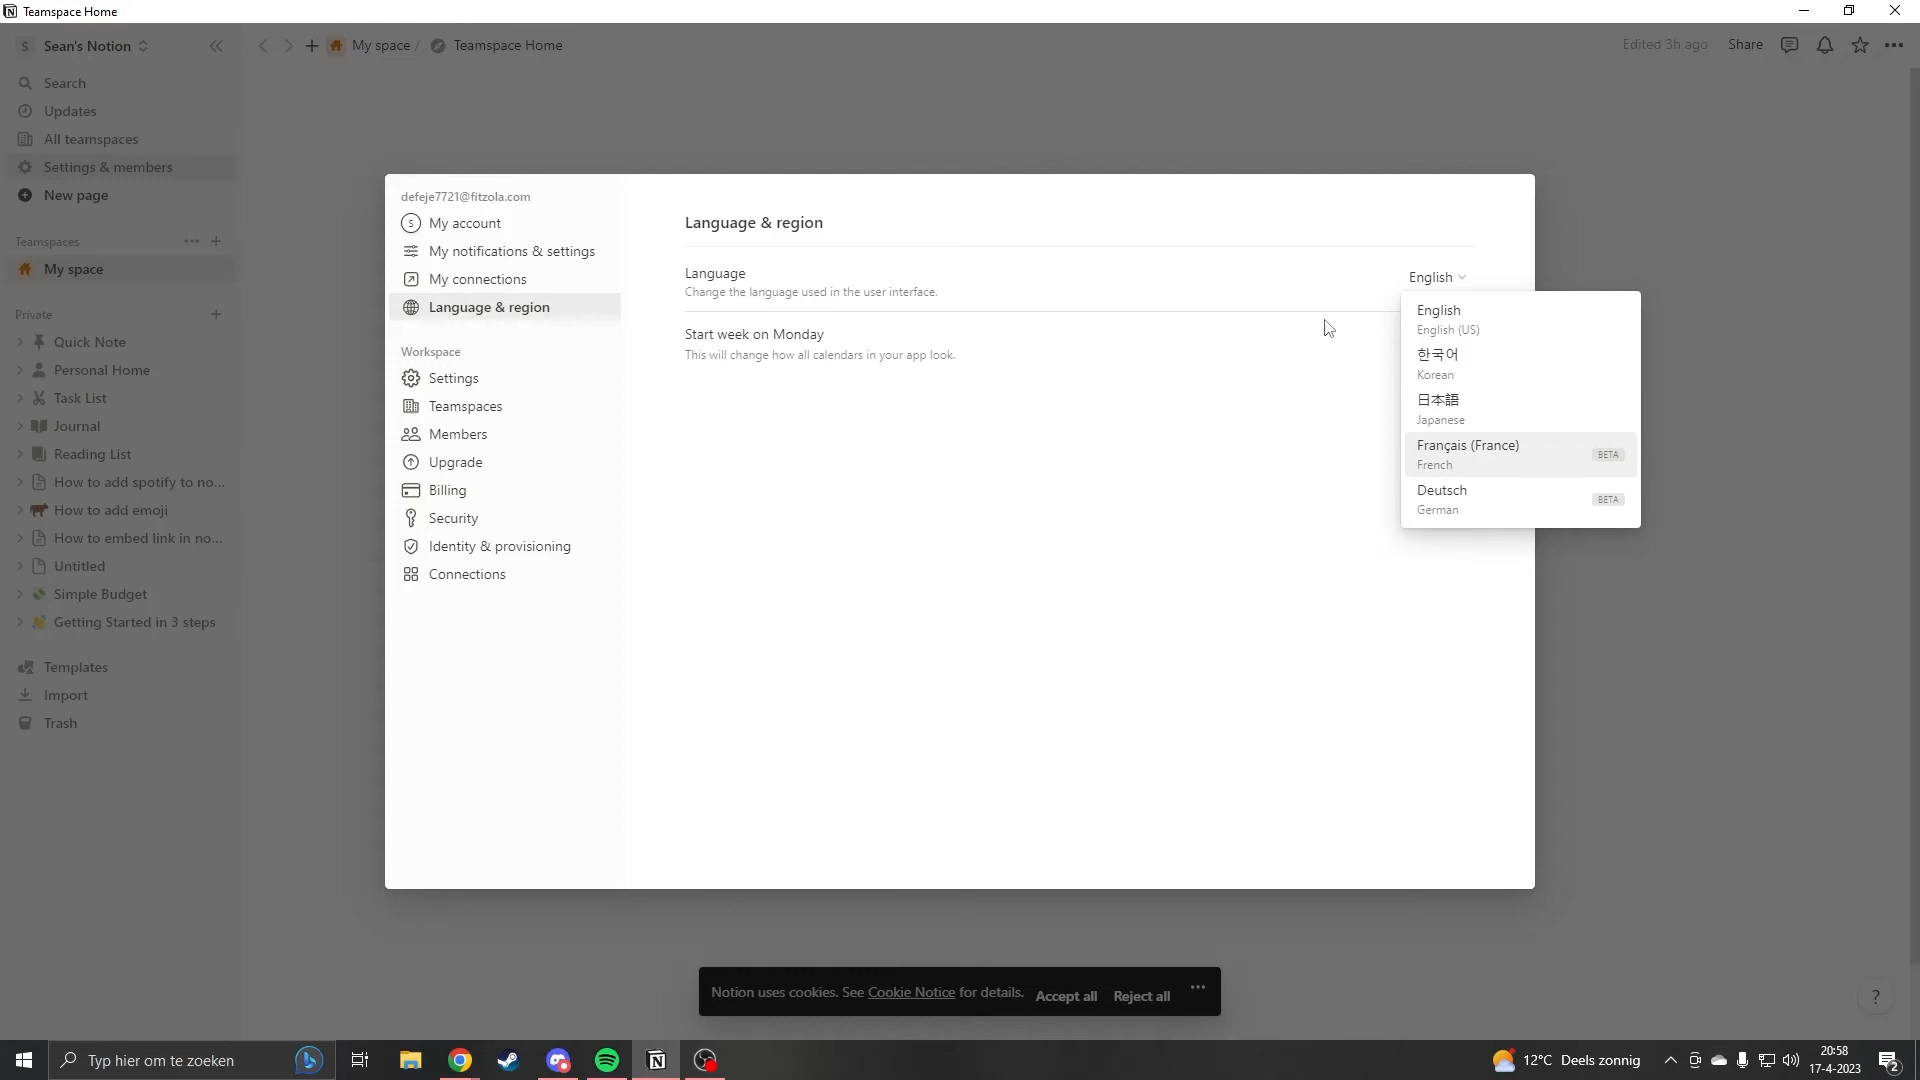 Teamspace Home
S Sean's Notion
My space / Teamspace Home
Edited 3h ago Share
Search
Updates
All teamspaces
Settings & members
New page
Teamspaces
My space
Private
Quick Note
Personal Home
Task List
Journal
Reading List
How to add spotify to no...
How to add emoji
How to embed link in no...
Untitled
Simple Budget
Getting Started in 3 steps
Templates
Import
Trash
defeje7721@fitzola.com
S My account
My notifications & settings
My connections
Language & region
Workspace
Settings
Teamspaces
Members
Upgrade
Billing
Security
Identity & provisioning
Connections
Language & region
Language
Change the language used in the user interface.
English
Start week on Monday
This will change how all calendars in your app look.
English
English (US)
한국어
Korean
日本語
Japanese
Français (France)
French
BETA
Deutsch
German
BETA
Notion uses cookies. See Cookie Notice for details. Accept all Reject all
?
Typ hier om te zoeken
12°C Deels zonnig
20:58
17-4-2023
2